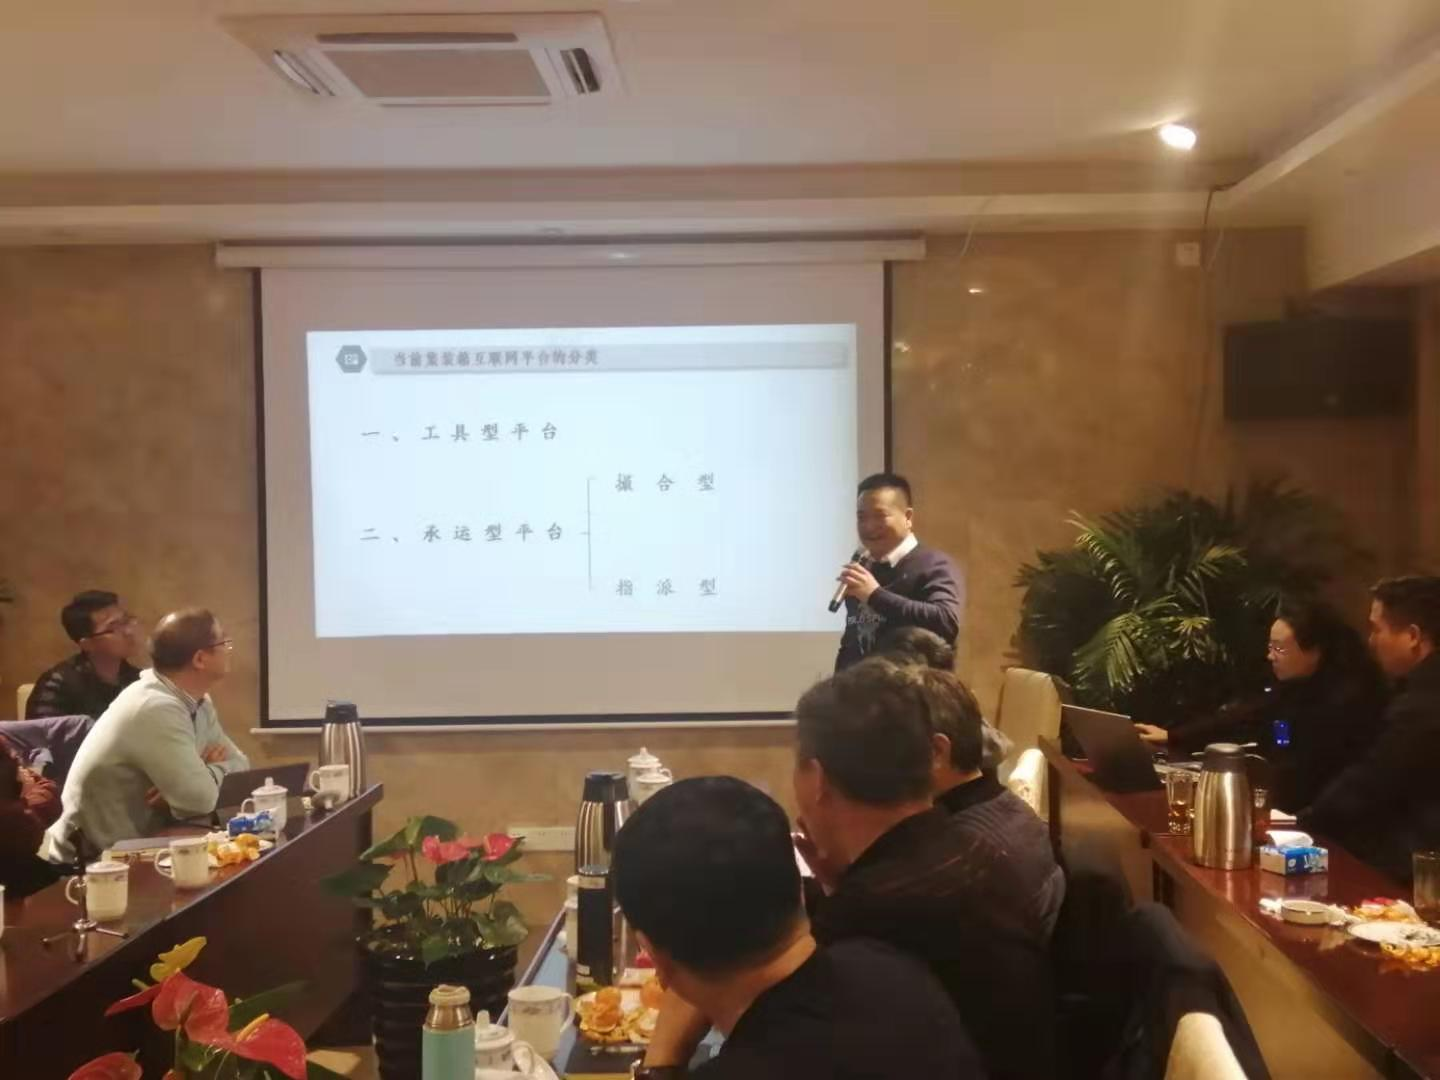 当前集装箱互联网平台的分类
一、工具型平台
撮合型
二、承运型平台
指派型